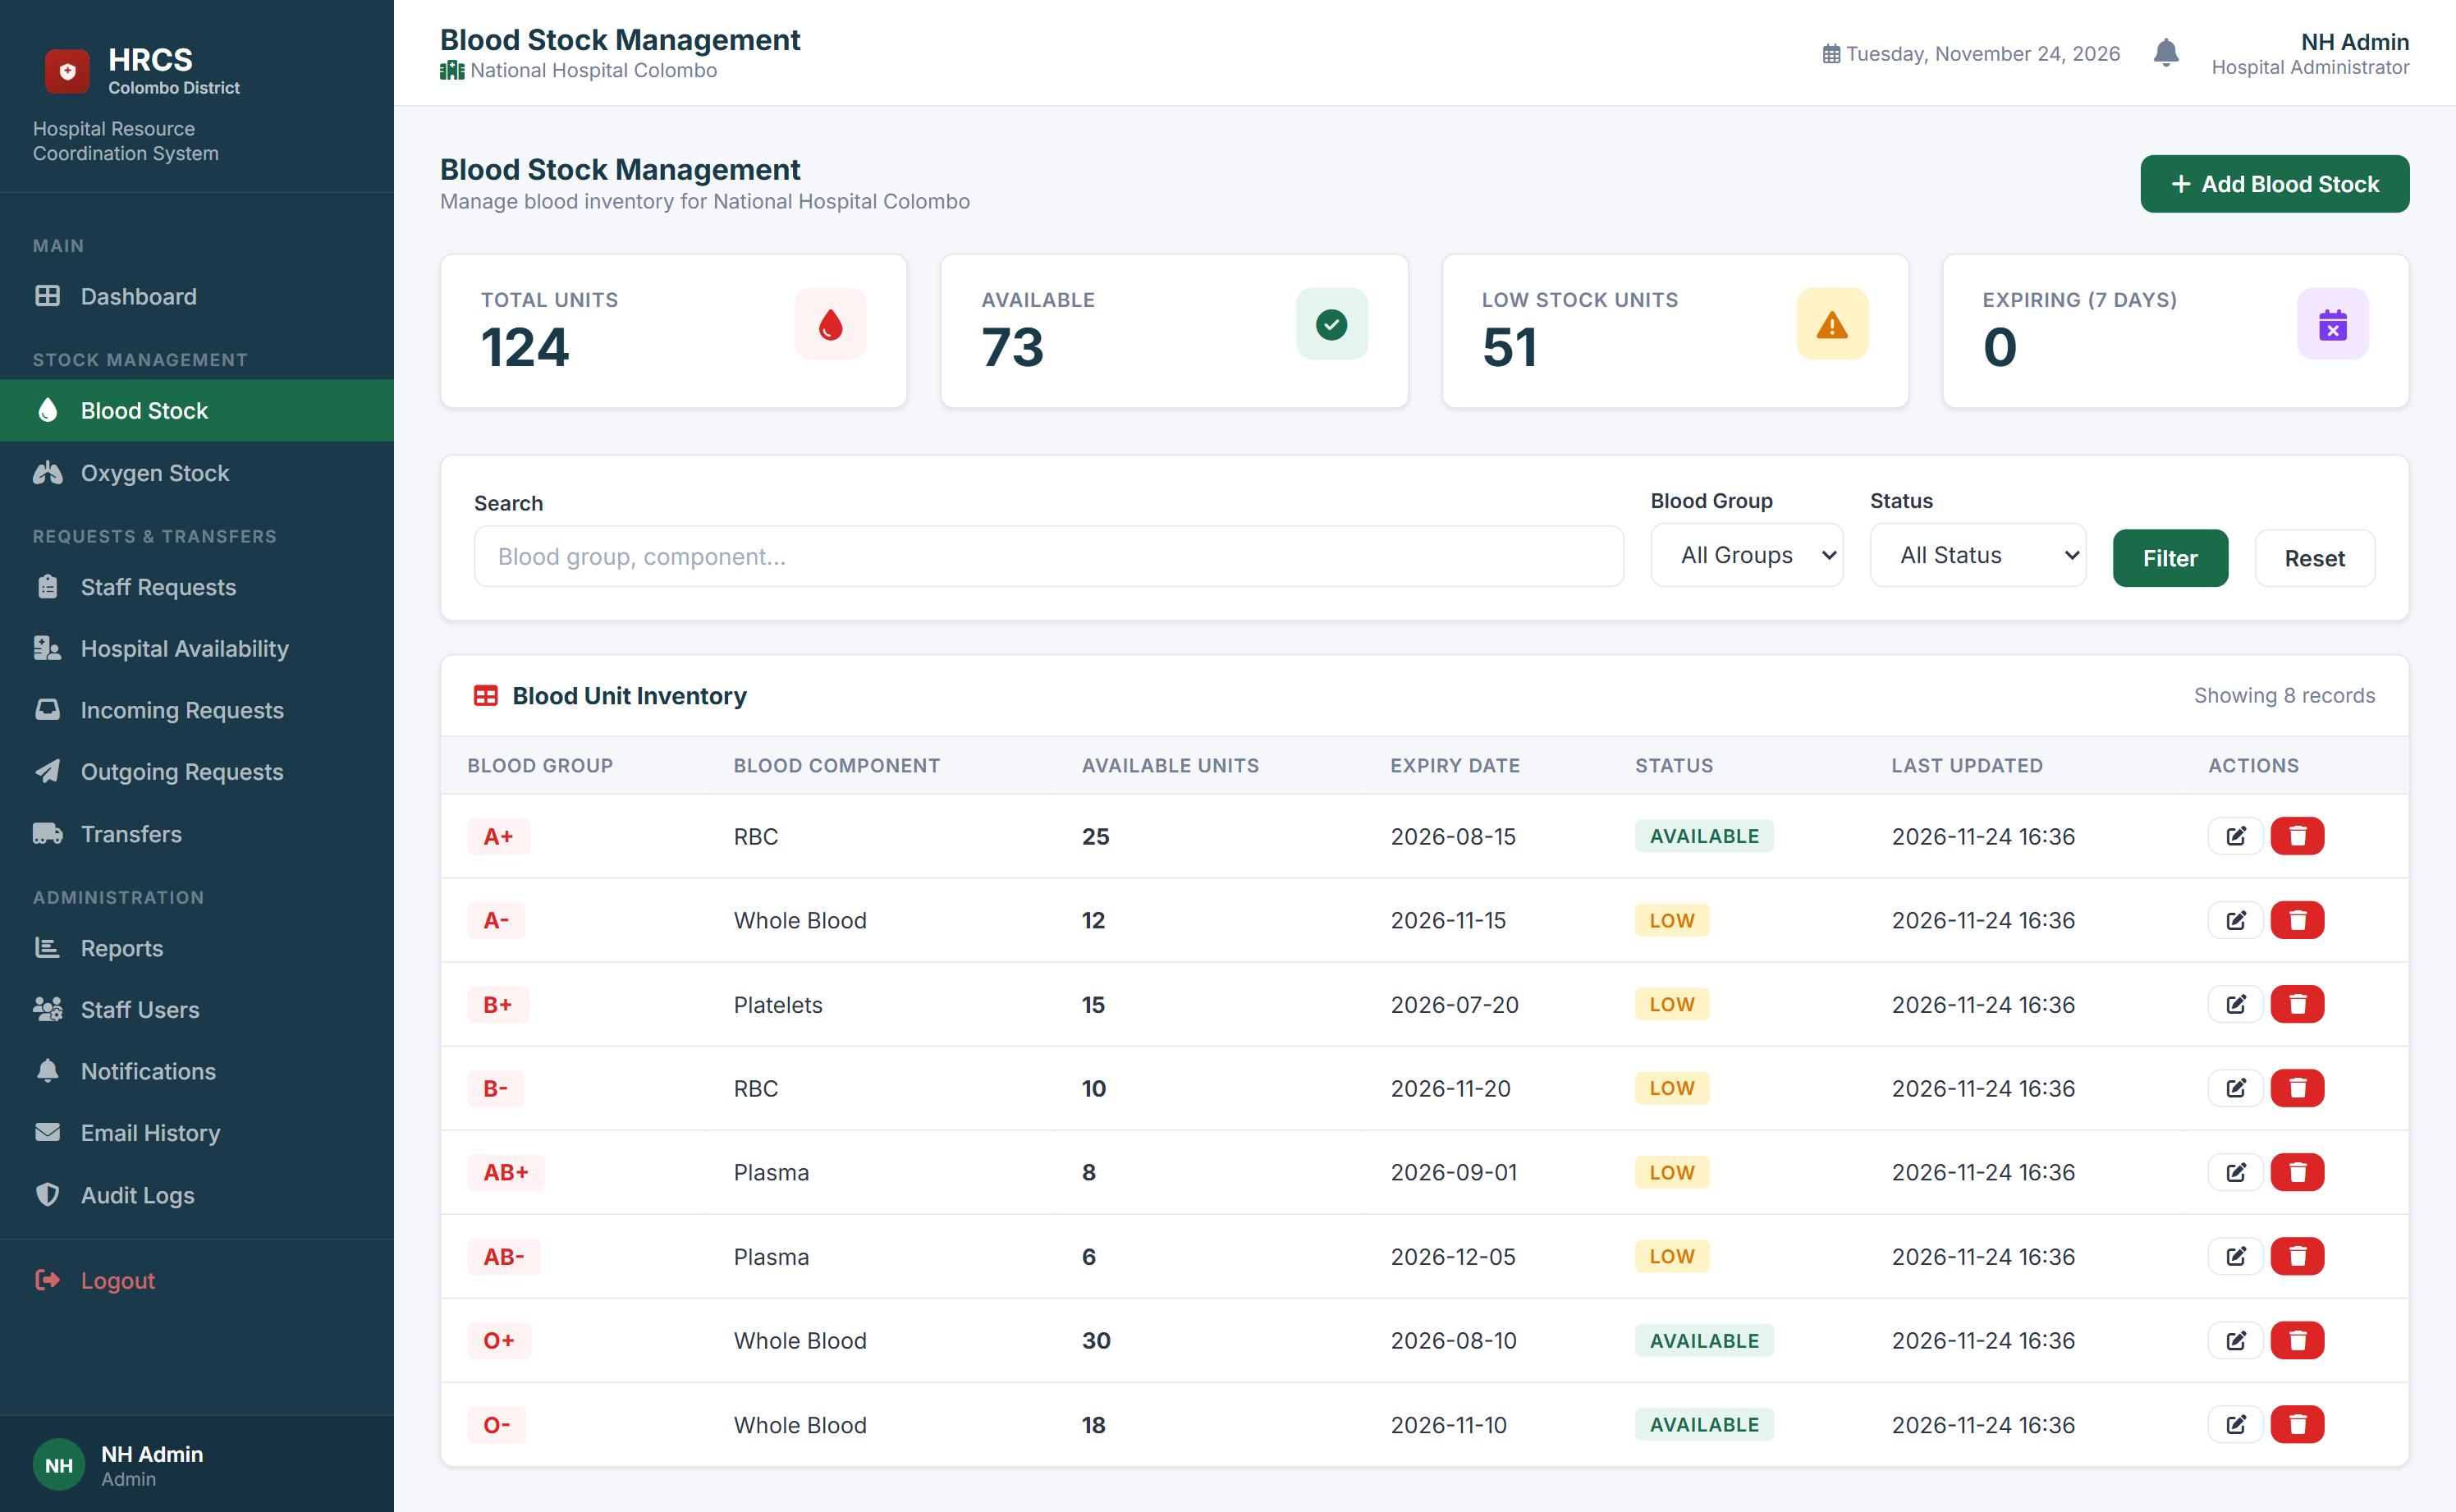 HRCS
Colombo District
Hospital Resource
Coordination System
MAIN
Dashboard
STOCK MANAGEMENT
Blood Stock
Oxygen Stock
REQUESTS & TRANSFERS
Staff Requests
Hospital Availability
Incoming Requests
Outgoing Requests
Transfers
ADMINISTRATION
Reports
Staff Users
Notifications
Email History
Audit Logs
Logout
NH
NH Admin
Admin
Blood Stock Management
National Hospital Colombo
Tuesday, November 24, 2026
NH Admin
Hospital Administrator
Blood Stock Management
Manage blood inventory for National Hospital Colombo
+ Add Blood Stock
TOTAL UNITS
124
AVAILABLE
73
LOW STOCK UNITS
51
EXPIRING (7 DAYS)
0
Search
Blood group, component...
Blood Group
All Groups
Status
All Status
Filter
Reset
Blood Unit Inventory
Showing 8 records
BLOOD GROUP BLOOD COMPONENT AVAILABLE UNITS EXPIRY DATE STATUS LAST UPDATED ACTIONS
A+ RBC 25 2026-08-15 AVAILABLE 2026-11-24 16:36
A- Whole Blood 12 2026-11-15 LOW 2026-11-24 16:36
B+ Platelets 15 2026-07-20 LOW 2026-11-24 16:36
B- RBC 10 2026-11-20 LOW 2026-11-24 16:36
AB+ Plasma 8 2026-09-01 LOW 2026-11-24 16:36
AB- Plasma 6 2026-12-05 LOW 2026-11-24 16:36
O+ Whole Blood 30 2026-08-10 AVAILABLE 2026-11-24 16:36
O- Whole Blood 18 2026-11-10 AVAILABLE 2026-11-24 16:36